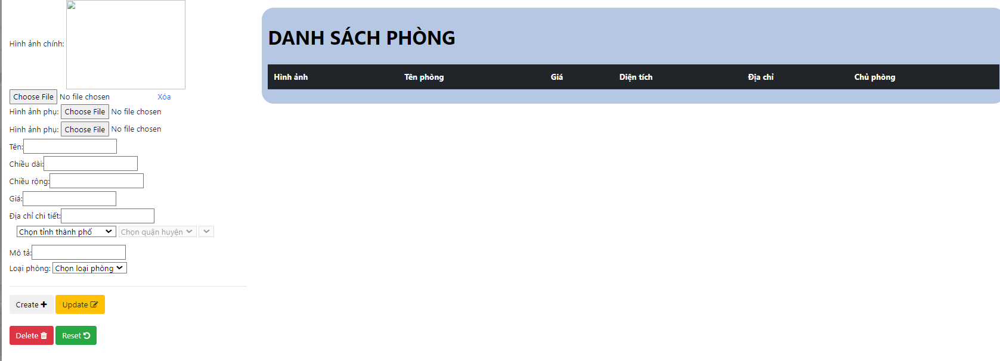 Hình ảnh chính:
Choose File No file chosen Xóa
Hình ảnh phụ: Choose File No file chosen
Hình ảnh phụ: Choose File No file chosen
Tên:
Chiều dài:
Chiều rộng:
Giá:
Địa chỉ chi tiết:
Chọn tỉnh thành phố Chọn quận huyện
Mô tả:
Loại phòng: Chọn loại phòng
Create Update
Delete Reset
DANH SÁCH PHÒNG
Hình ảnh Tên phòng Giá Diện tích Địa chỉ Chủ phòng